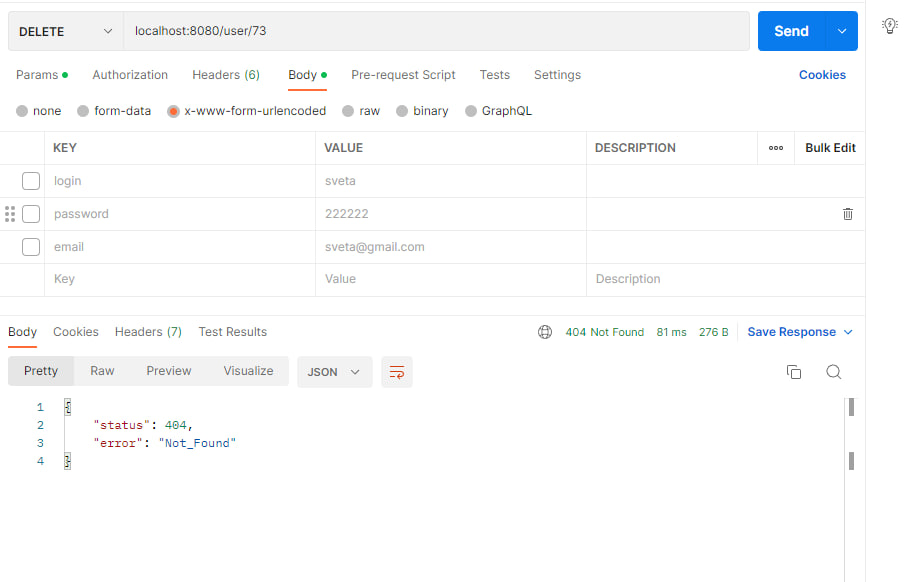 DELETE localhost:8080/user/73 Send
Params Authorization Headers (6) Body Pre-request Script Tests Settings Cookies
none form-data x-www-form-urlencoded raw binary GraphQL
KEY VALUE DESCRIPTION Bulk Edit
login sveta
password 222222
email sveta@gmail.com
Key Value Description
Body Cookies Headers (7) Test Results 404 Not Found 81 ms 276 B Save Response
Pretty Raw Preview Visualize JSON
1 {
2 "status": 404,
3 "error": "Not_Found"
4 }